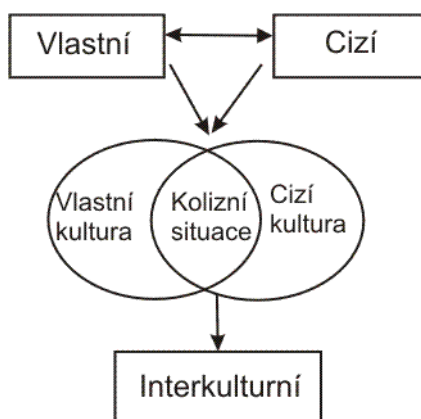 Vlastní
Cizí
Vlastní
kultura
Kolizní
situace
Cizí
kultura
Interkulturní